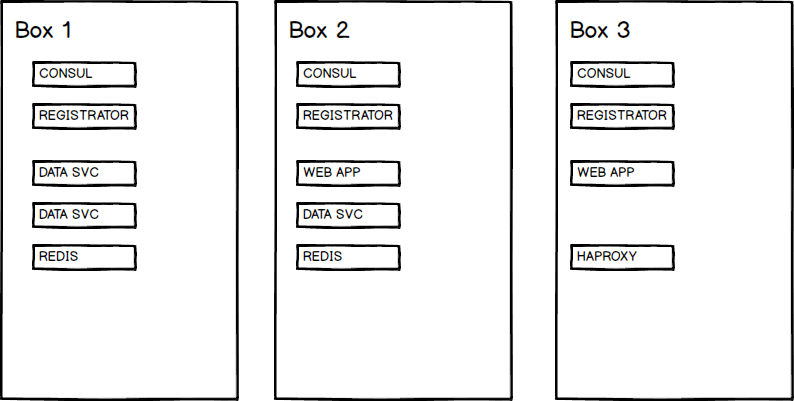 Box 1
CONSUL
REGISTRATOR
DATA SVC
DATA SVC
REDIS
Box 2
CONSUL
REGISTRATOR
WEB APP
DATA SVC
REDIS
Box 3
CONSUL
REGISTRATOR
WEB APP
HAPROXY